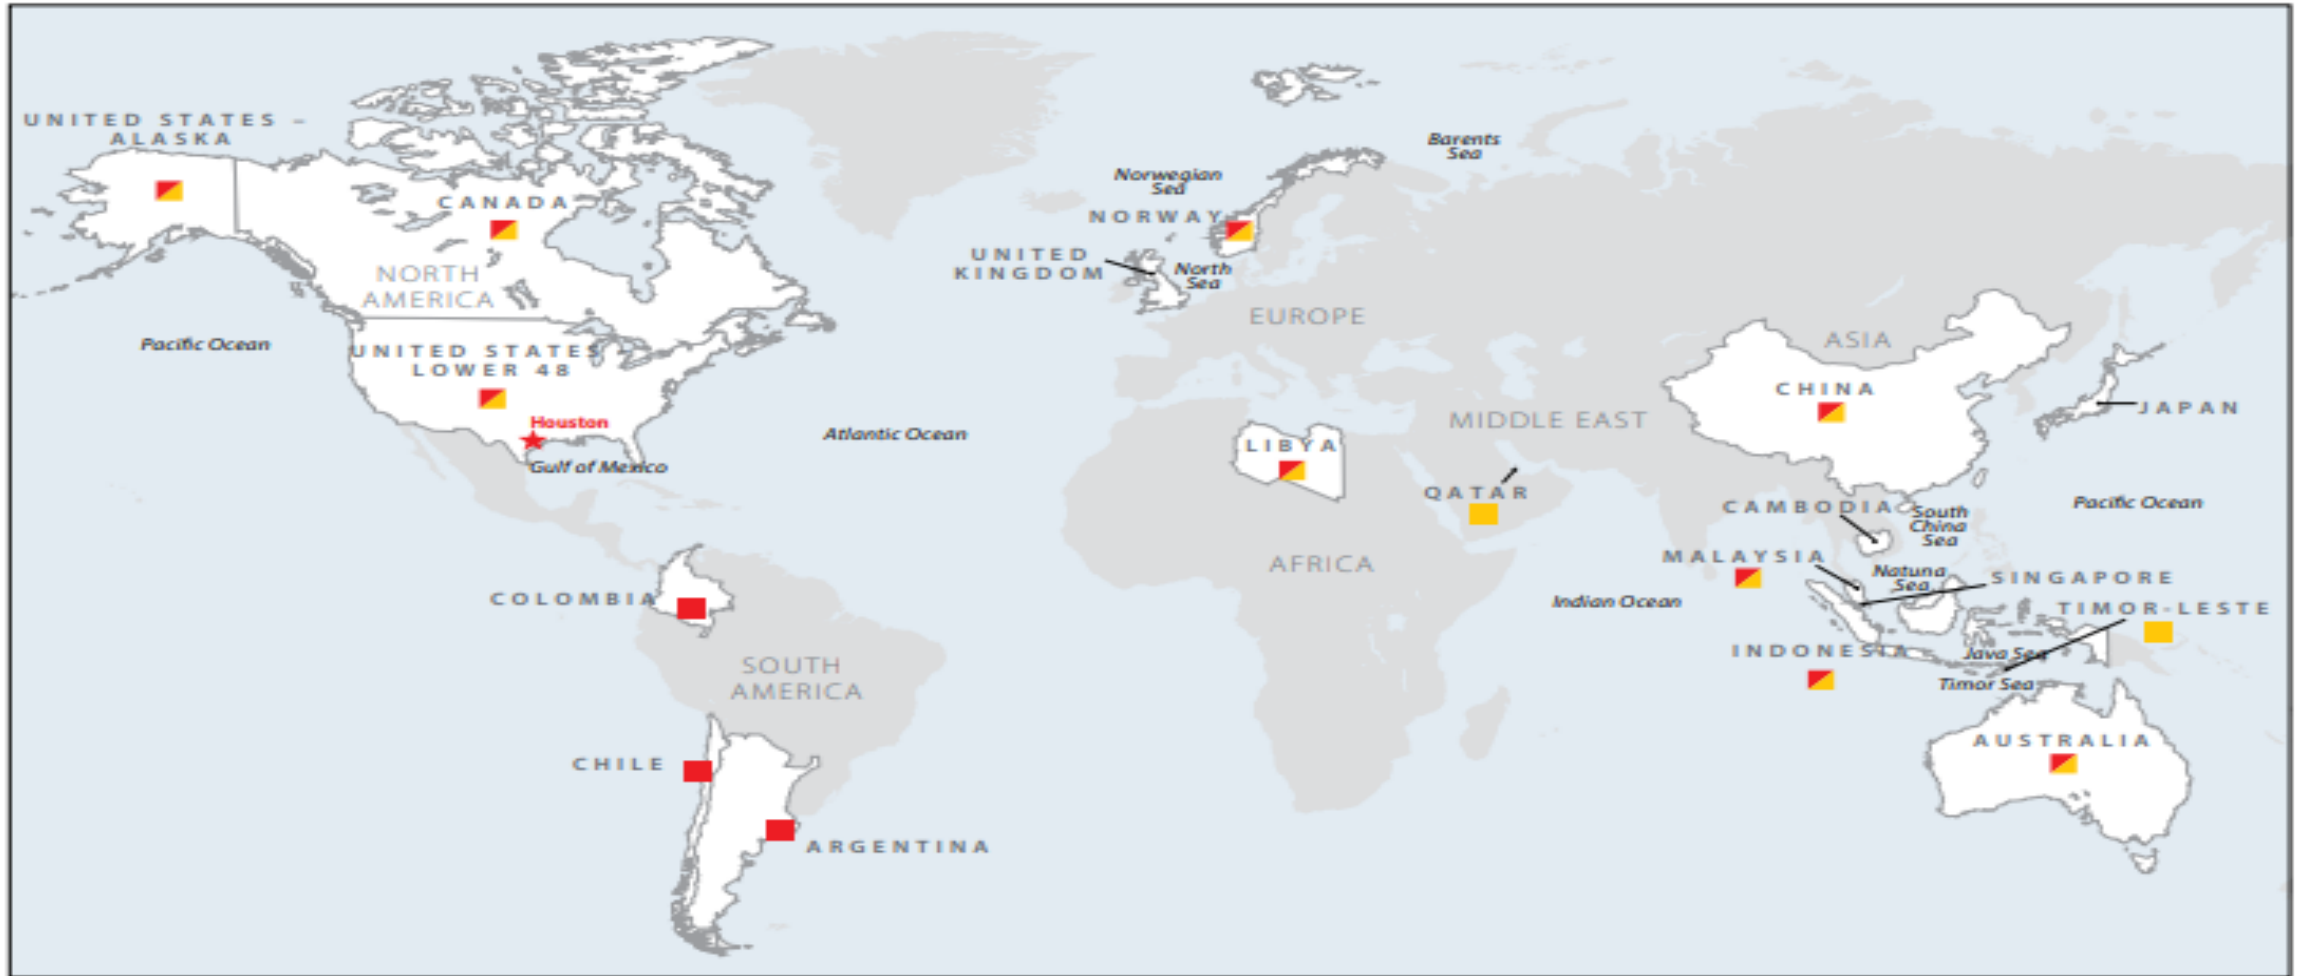 UNITED STATES –
ALASKA
CANADA
NORTH
AMERICA
Pacific Ocean
UNITED STATES
LOWER 48
Houston
Gulf of Mexico
Atlantic Ocean
COLOMBIA
SOUTH
AMERICA
CHILE
ARGENTINA
Barents
Sea
Norwegian
Sea
NORWAY
UNITED
KINGDOM
North
Sea
EUROPE
LIBYA
MIDDLE EAST
QATAR
AFRICA
Indian Ocean
ASIA
CHINA
JAPAN
Pacific Ocean
CAMBODIA
South
China
Sea
MALAYSIA
Natuna
Sea
SINGAPORE
TIMOR-LESTE
INDONESIA
Java Sea
Timor Sea
AUSTRALIA